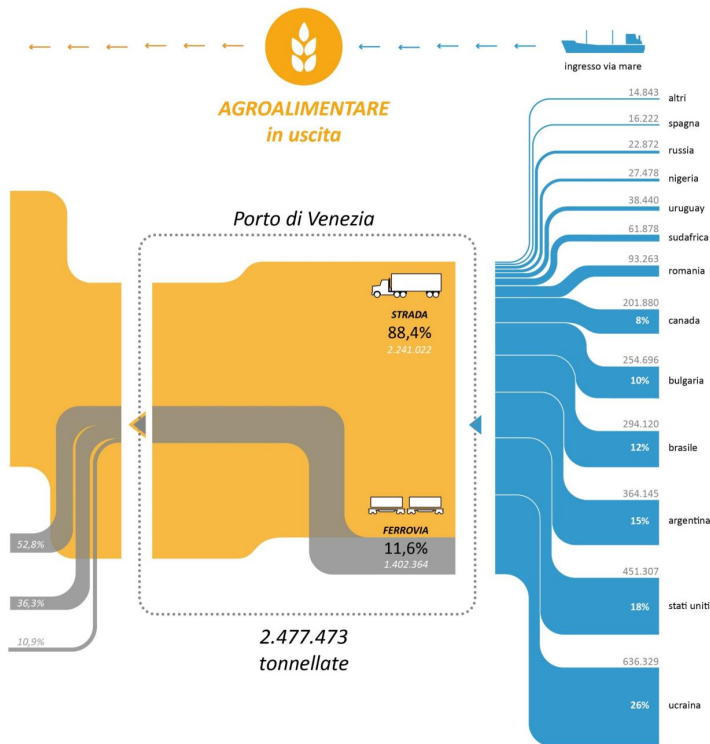 ingresso via mare
AGROALIMENTARE
in uscita
14.843
altri
16.222
spagna
22.872
russia
27.478
nigeria
38.440
uruguay
61.878
sudafrica
93.263
romania
201.880
8%
canada
254.696
10%
bulgaria
294.120
12%
brasile
364.145
15%
argentina
451.307
18%
stati uniti
636.329
26%
ucraina
Porto di Venezia
STRADA
88,4%
2.241.022
FERROVIA
11,6%
1.402.364
52,8%
36,3%
10,9%
2.477.473
tonnellate